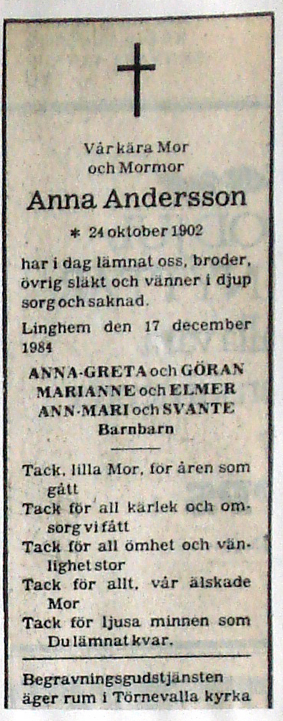 Vår kära Mor
och Mormor
Anna Andersson
* 24 oktober 1902
har i dag lämnat oss, broder,
övrig släkt och vänner i djup
sorg och saknad.
Linghem den 17 december
1984
ANNA-GRETA och GÖRAN
MARIANNE och ELMER
ANN-MARI och SVANTE
Barnbarn
Tack, lilla Mor, för åren som
gått
Tack för all kärlek och om-
sorg vi fått
Tack för all ömhet och vän-
lighet stor
Tack för allt, vår älskade
Mor
Tack för ljusa minnen som
Du lämnat kvar.
Begravningsgudstjänsten
äger rum i Törnevalla kyrka